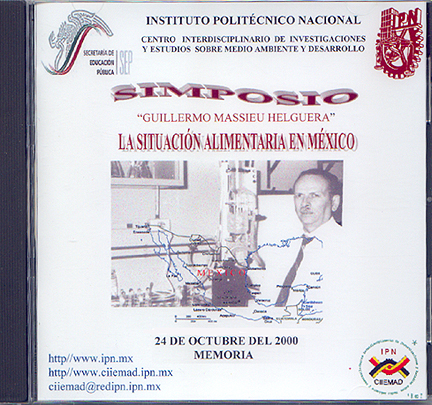 INSTITUTO POLITÉCNICO NACIONAL
CENTRO INTERDISCIPLINARIO DE INVESTIGACIONES
Y ESTUDIOS SOBRE MEDIO AMBIENTE Y DESARROLLO
SECRETARÍA DE
EDUCACIÓN
PÚBLICA
SEP
IPN
SIMPOSIO
“GUILLERMO MASSIEU HELGUERA”
LA SITUACIÓN ALIMENTARIA EN MÉXICO
MEXICO
24 DE OCTUBRE DEL 2000
MEMORIA
http//www.ipn.mx
http//www.ciiemad.ipn.mx
ciiemad@redipn.ipn.mx
IPN
CIIEMAD